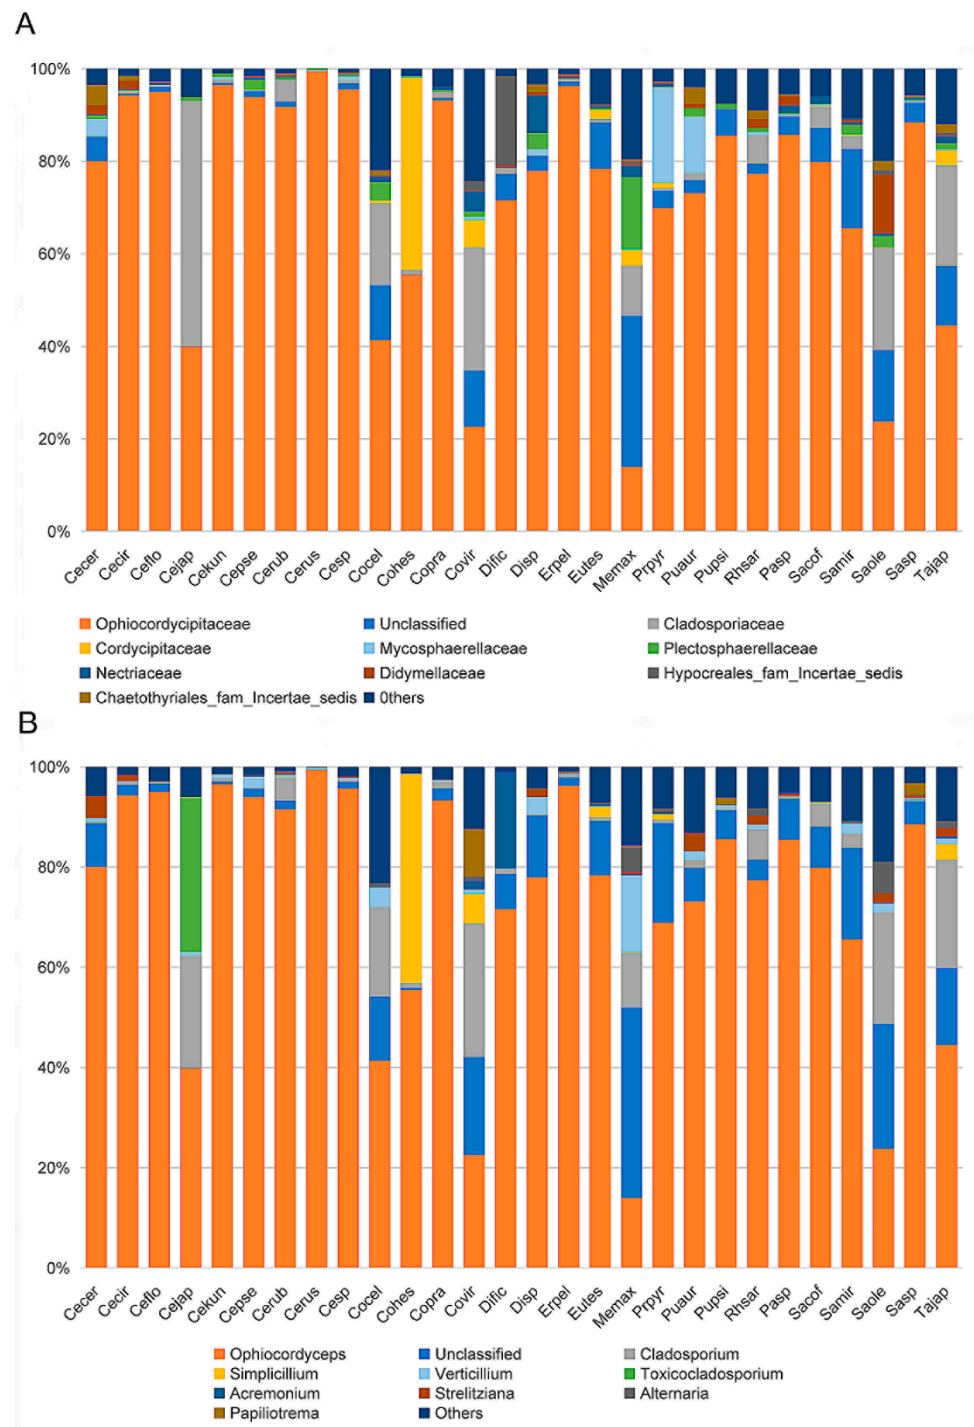 A
100%
80%
60%
40%
20%
0%
Cecer Cecir Ceflo Cejap Cekun Cepse Cerub Cerus Cesp Cocel Cohes Copra Covir Dific Disp Erpel Eutes Memax Prpyr Puaur Pupsi Rhsar Pasp Sacof Samir Saole Sasp Tajap
Ophiocordycipitaceae Unclassified Cladosporiaceae
Cordycipitaceae Mycosphaerellaceae Plectosphaerellaceae
Nectriaceae Didymellaceae Hypocreales_fam_Incertae_sedis
Chaetothyriales_fam_Incertae_sedis 0thers
B
100%
80%
60%
40%
20%
0%
Cecer Cecir Ceflo Cejap Cekun Cepse Cerub Cerus Cesp Cocel Cohes Copra Covir Dific Disp Erpel Eutes Memax Prpyr Puaur Pupsi Rhsar Pasp Sacof Samir Saole Sasp Tajap
Ophiocordyceps Unclassified Cladosporium
Simplicillium Verticillium Toxicocladosporium
Acremonium Strelitziana Alternaria
Papiliotrema Others